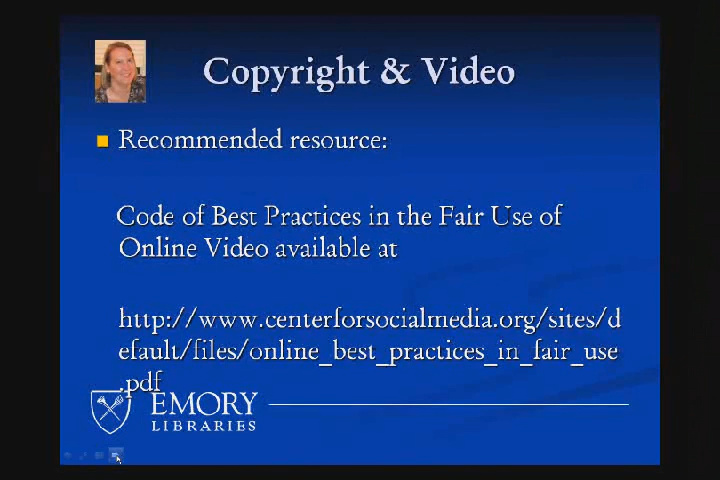 Copyright & Video
Recommended resource:
Code of Best Practices in the Fair Use of
Online Video available at
http://www.centerforsocialmedia.org/sites/d
efault/files/online_best_practices_in_fair_use
.pdf
EMORY
LIBRARIES